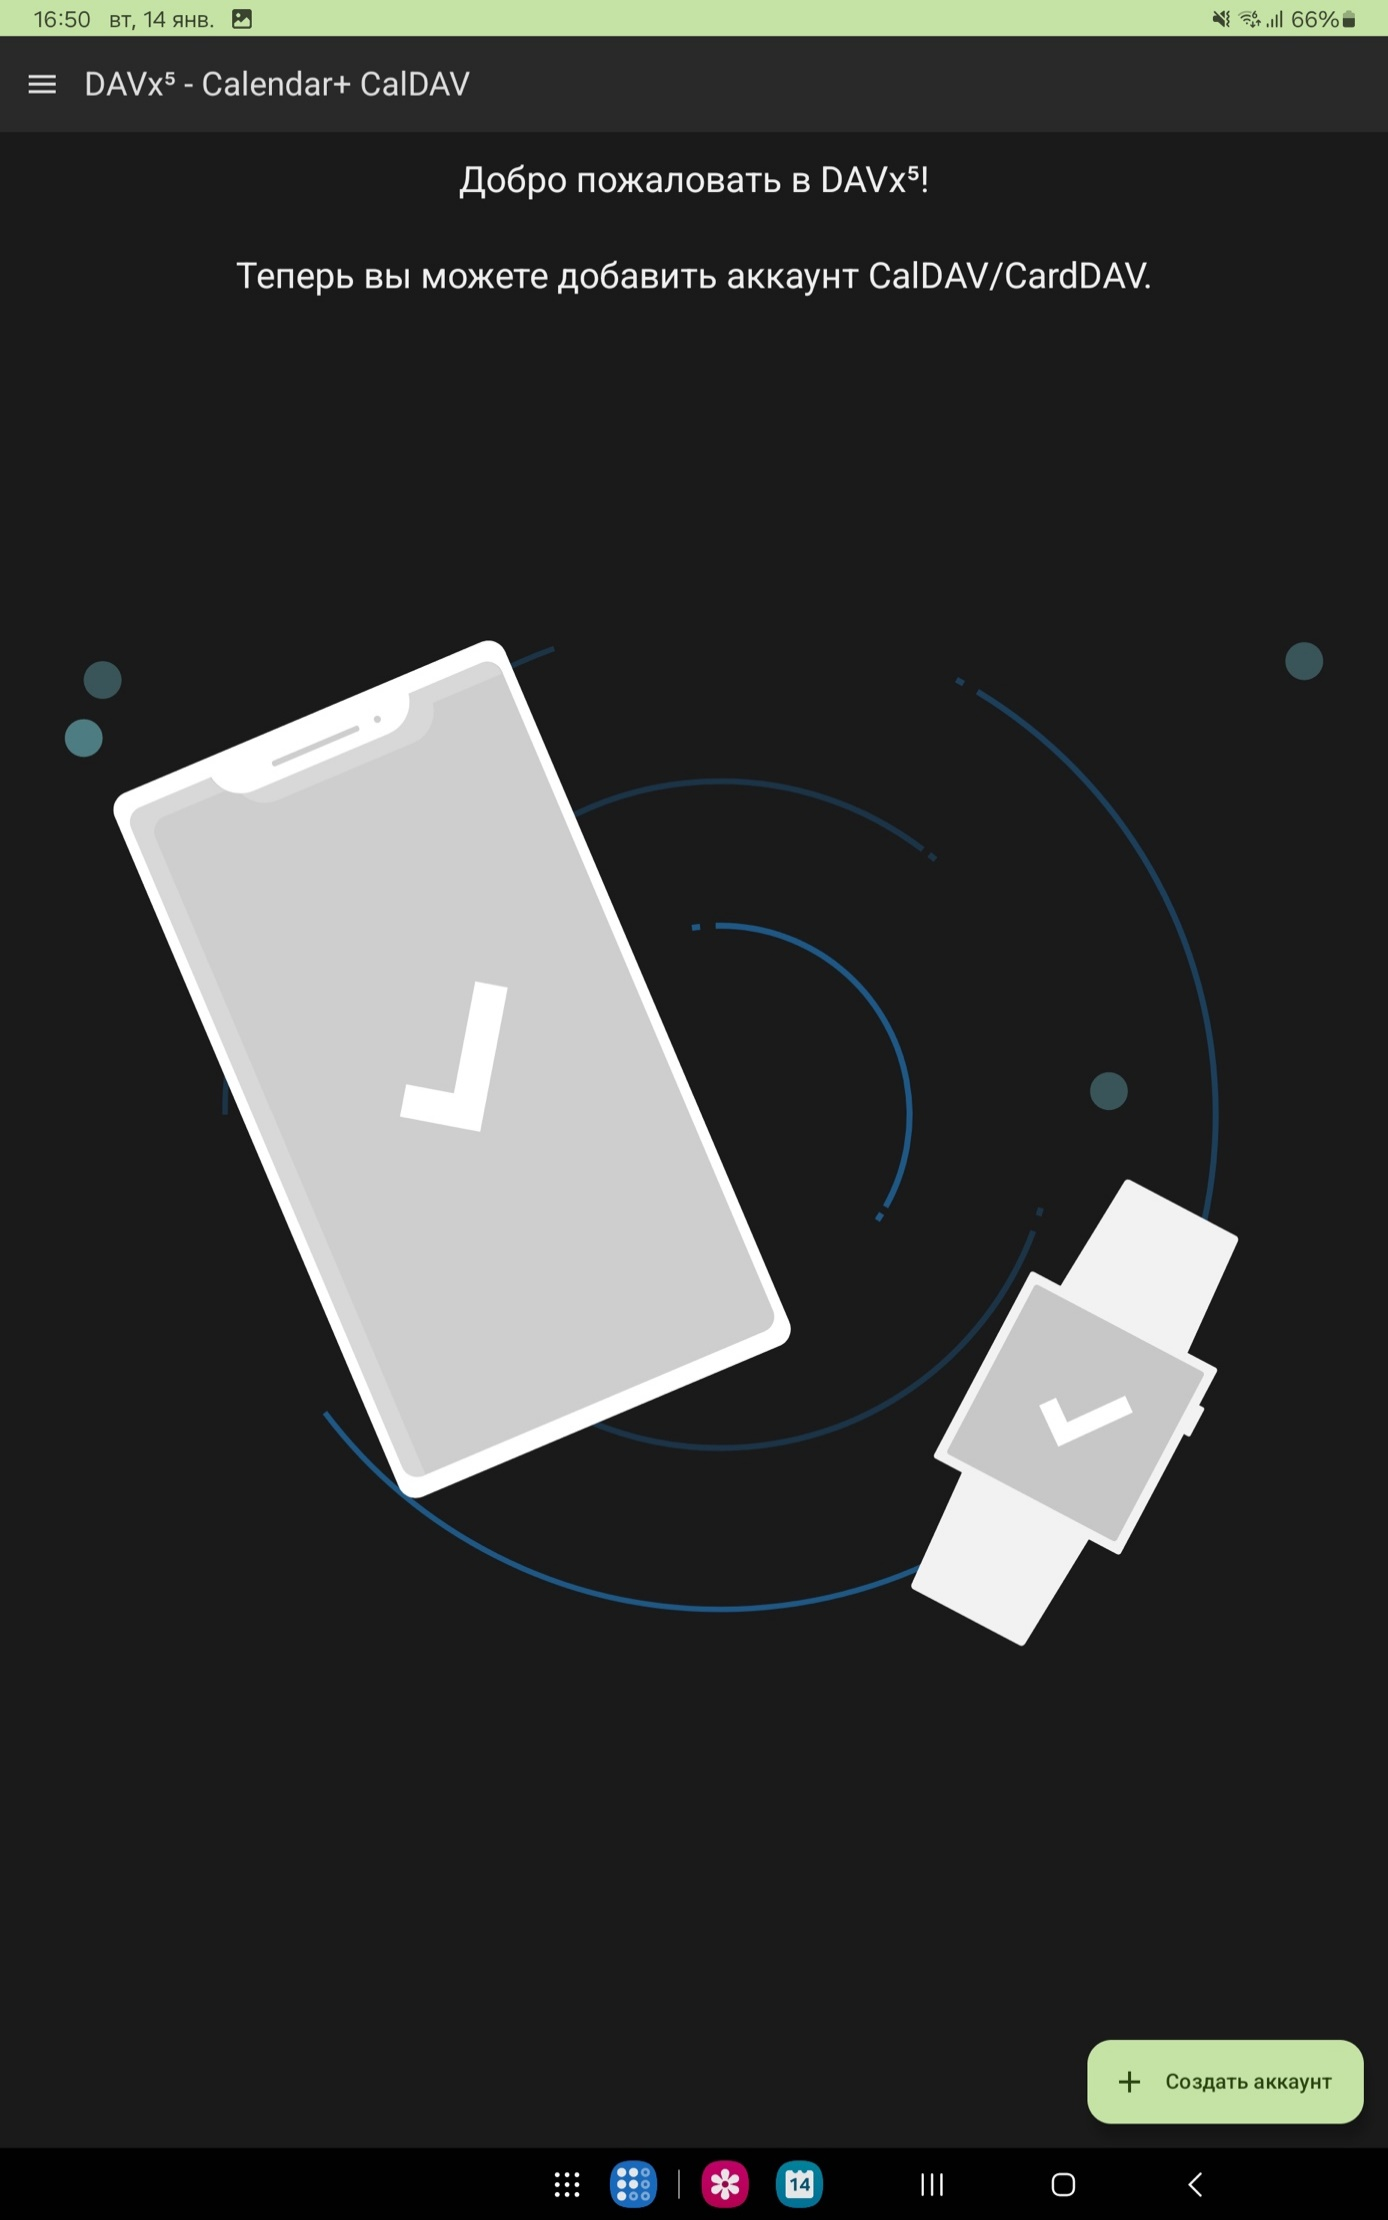 16:50 вт, 14 янв. 66%
DAVx⁵ - Calendar+ CalDAV
Добро пожаловать в DAVx⁵!
Теперь вы можете добавить аккаунт CalDAV/CardDAV.
+ Создать аккаунт
14